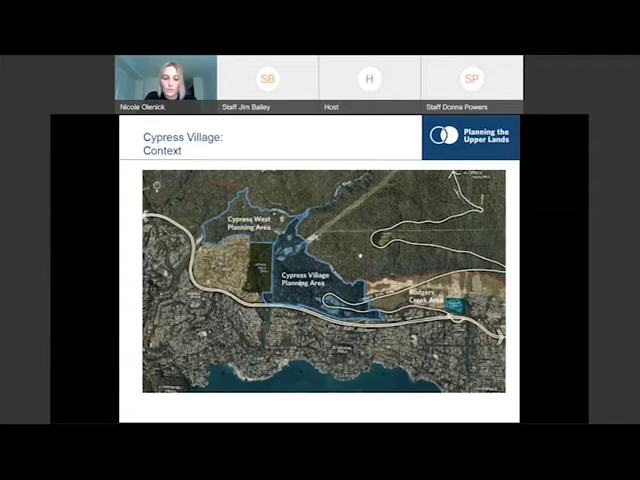 SB
H
SP
Nicole Olenick
Staff Jim Bailey
Host
Staff Donna Powers
Cypress Village:
Context
Planning the
Upper Lands
Cypress West
Planning Area
Cypress Village
Planning Area
Rodgers
Creek Area